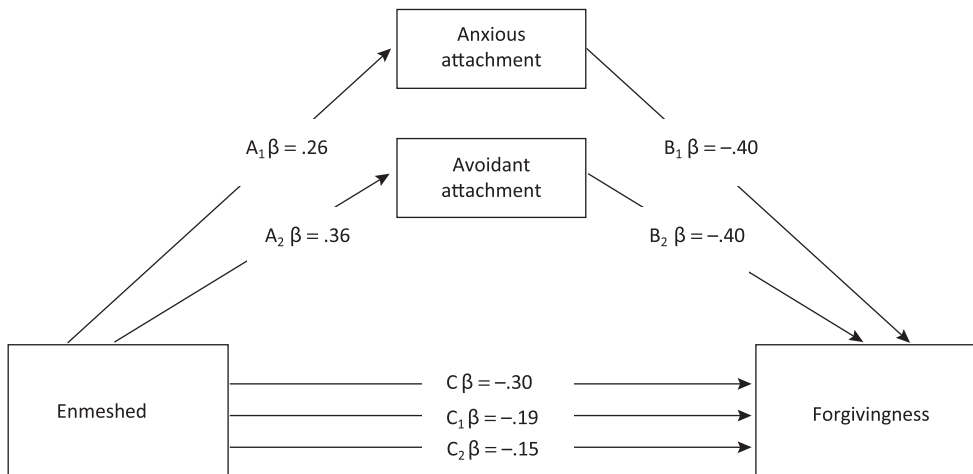 Anxious
attachment
A₁ β = .26
B₁ β = –.40
Avoidant
attachment
A₂ β = .36
B₂ β = –.40
Enmeshed
C β = –.30
C₁ β = –.19
C₂ β = –.15
Forgivingness